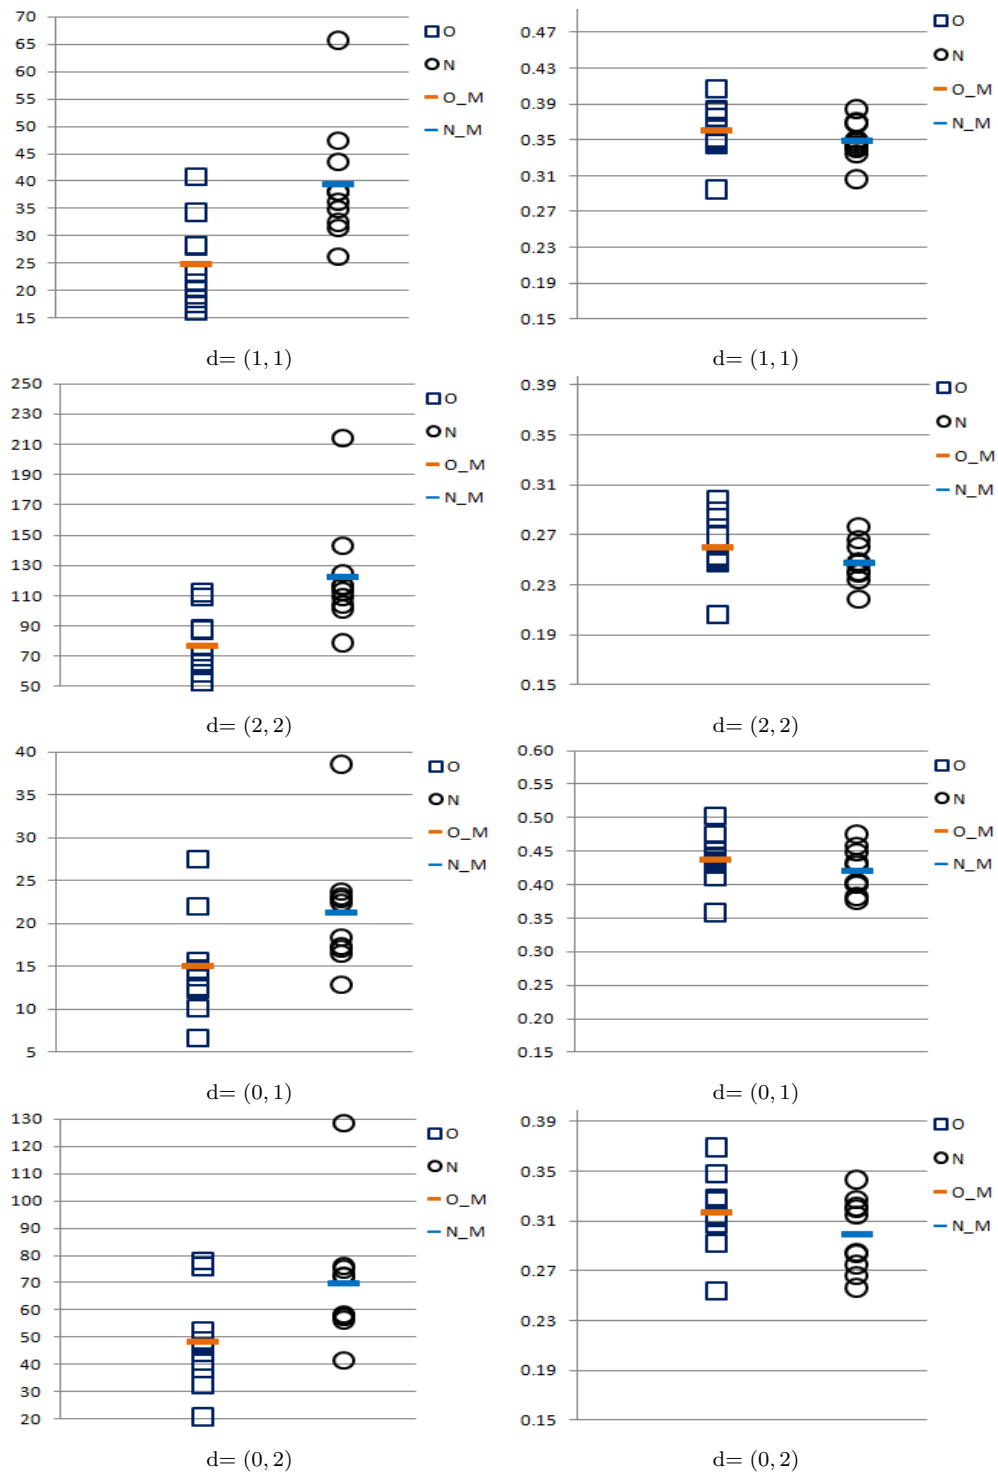 70
65
60
55
50
45
40
35
30
25
20
15
O
N
O_M
N_M
d= (1, 1)
0.47
0.43
0.39
0.35
0.31
0.27
0.23
0.19
0.15
O
N
O_M
N_M
d= (1, 1)
250
230
210
190
170
150
130
110
90
70
50
O
N
O_M
N_M
d= (2, 2)
0.39
0.35
0.31
0.27
0.23
0.19
0.15
O
N
O_M
N_M
d= (2, 2)
40
35
30
25
20
15
10
5
O
N
O_M
N_M
d= (0, 1)
0.60
0.55
0.50
0.45
0.40
0.35
0.30
0.25
0.20
0.15
O
N
O_M
N_M
d= (0, 1)
130
120
110
100
90
80
70
60
50
40
30
20
O
N
O_M
N_M
d= (0, 2)
0.39
0.35
0.31
0.27
0.23
0.19
0.15
O
N
O_M
N_M
d= (0, 2)